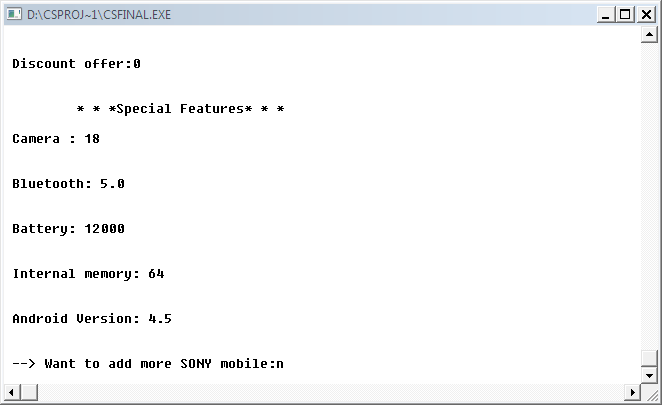 D:\CSPROJ~1\CSFINAL.EXE
Discount offer:0
* * *Special Features* * *
Camera : 18
Bluetooth: 5.0
Battery: 12000
Internal memory: 64
Android Version: 4.5
--> Want to add more SONY mobile:n